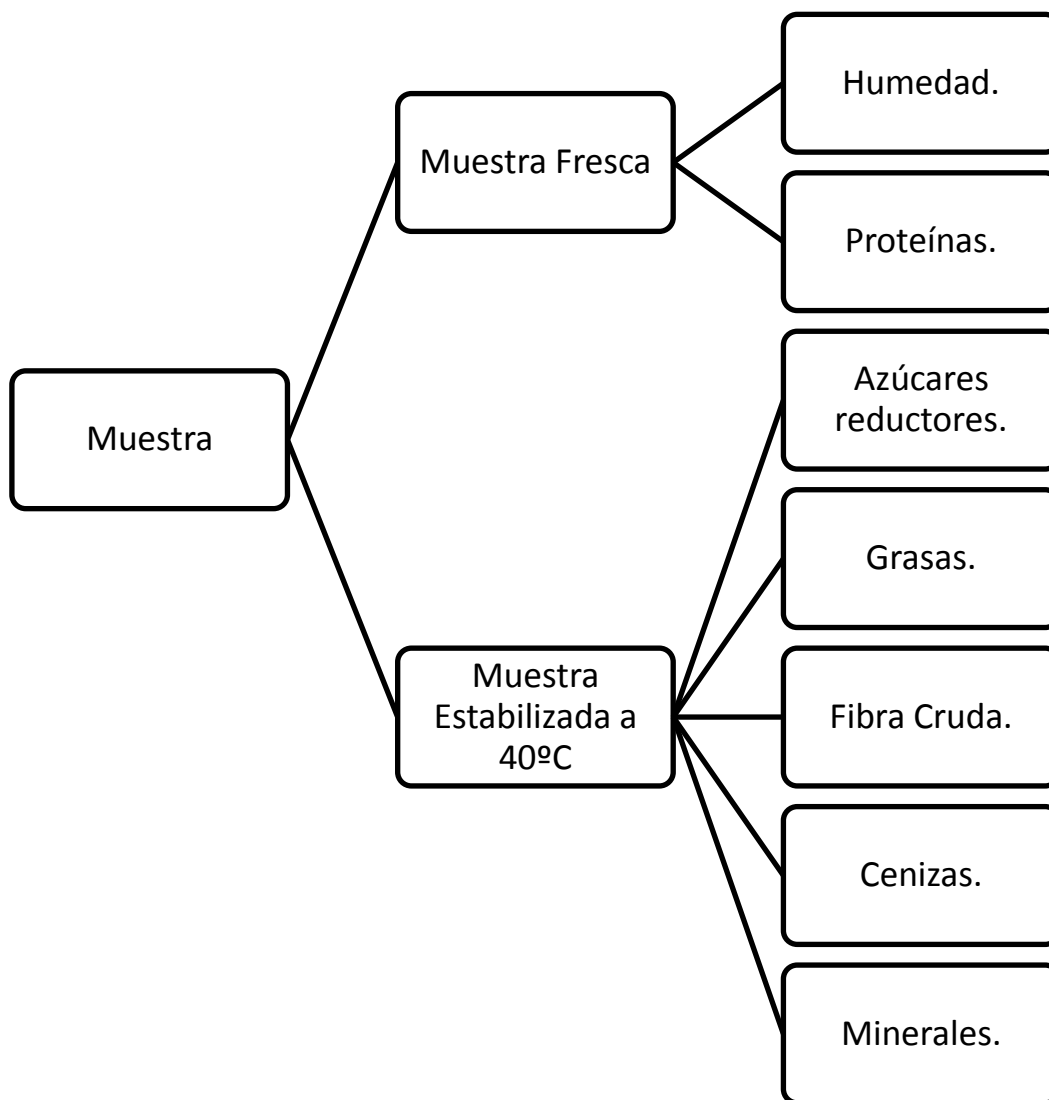 Humedad.
Muestra Fresca
Proteínas.
Azúcares
reductores.
Muestra
Grasas.
Muestra
Estabilizada a
40ºC
Fibra Cruda.
Cenizas.
Minerales.